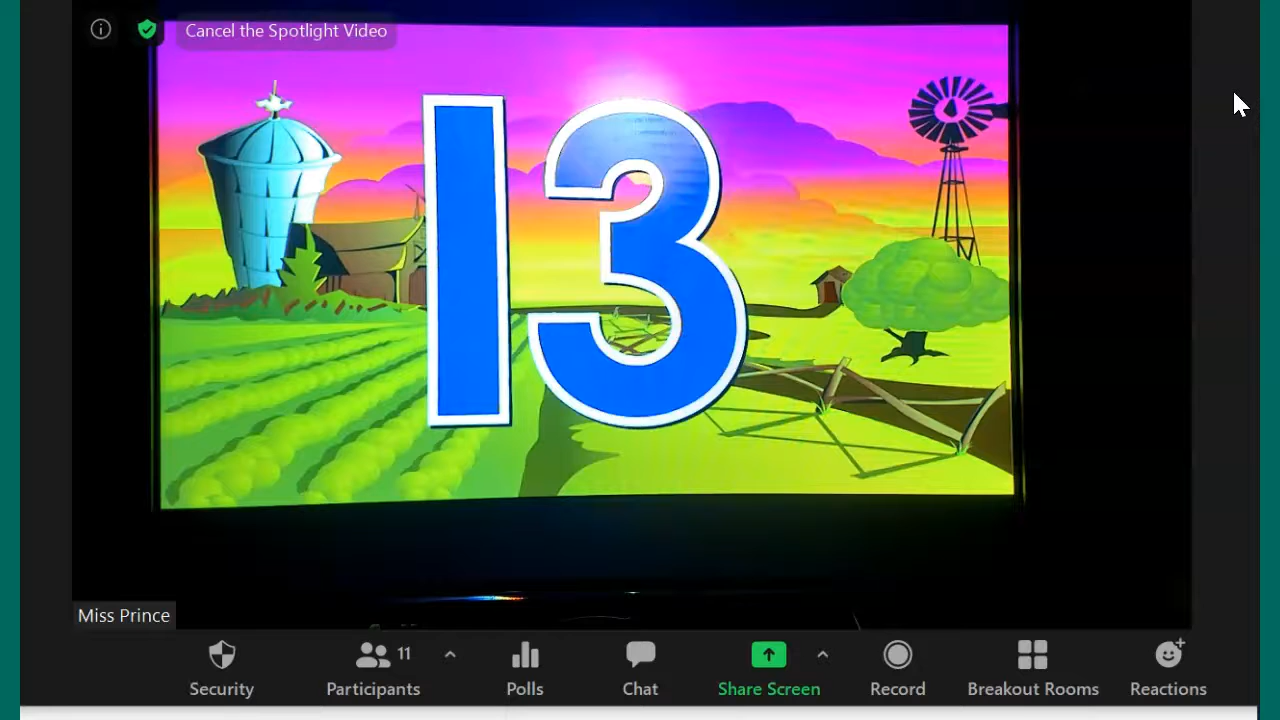 Cancel the Spotlight Video
13
Miss Prince
11
Security
Participants
Polls
Chat
Share Screen
Record
Breakout Rooms
Reactions